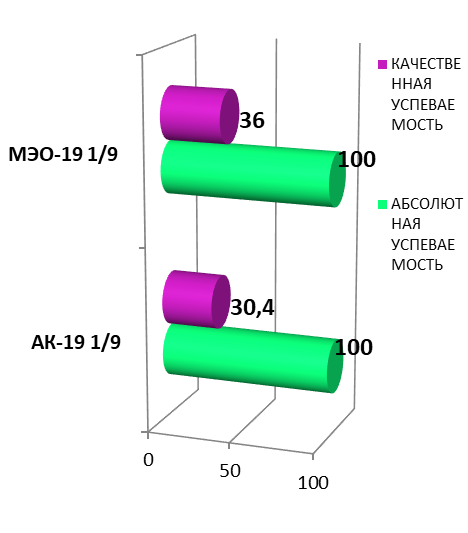 КАЧЕСТВЕ
ННАЯ
УСПЕВАЕ
МОСТЬ
36
МЭО-19 1/9
100
АБСОЛЮТ
НАЯ
УСПЕВАЕ
МОСТЬ
30,4
АК-19 1/9
100
0
50
100